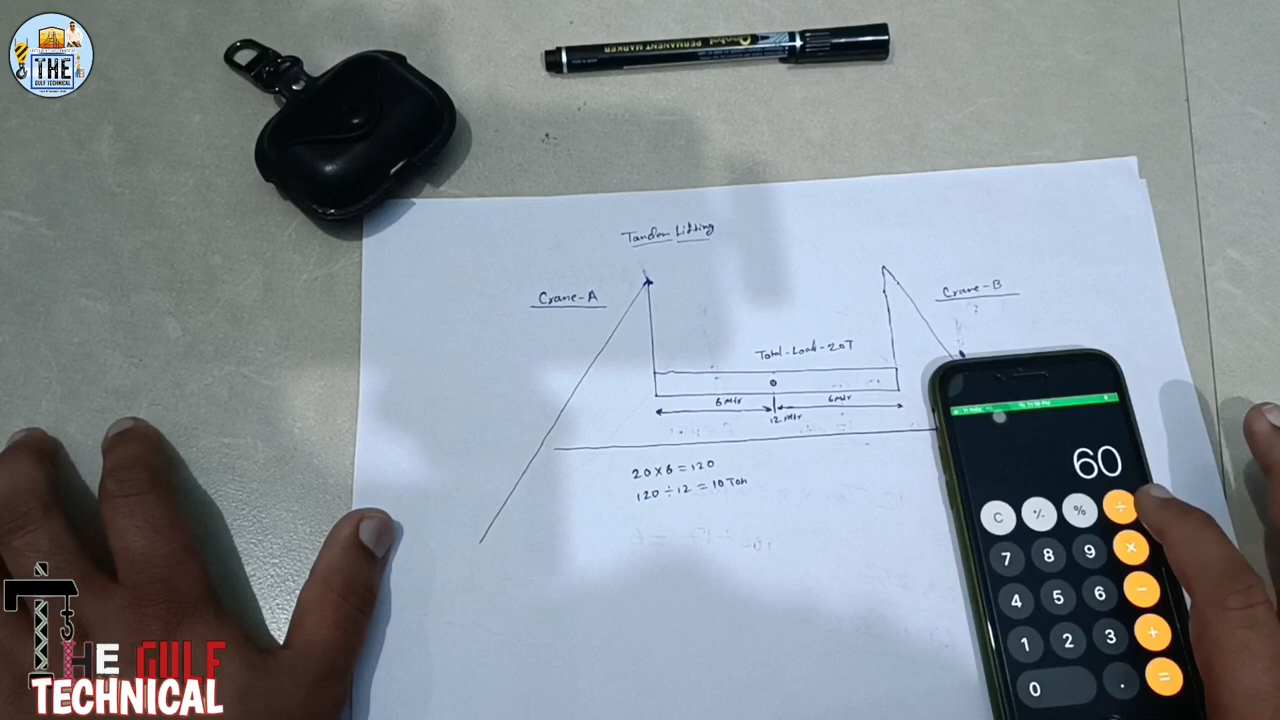 THE
GULF TECHNICAL
Pentel PERMANENT MARKER
Tandem Lifting
Crane-A
Crane-B
Total-Load-20T
6 Mtr
6 Mtr
12 Mtr
20 x 6 = 120
120 ÷ 12 = 10 Ton
60
C % ÷
7 8 9 ×
4 5 6 −
1 2 3 +
0 . =
THE GULF
TECHNICAL